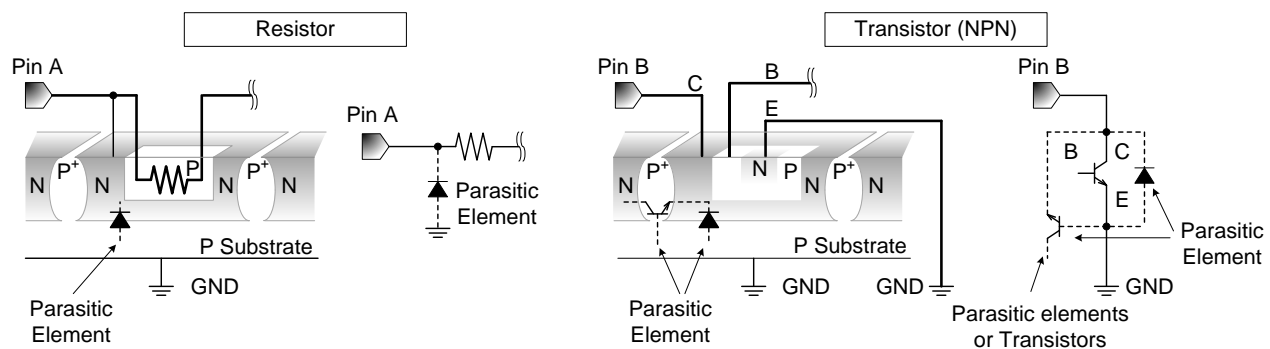 Resistor
Pin A
N
P⁺
N
P
P⁺
N
P Substrate
GND
Parasitic
Element
Pin A
Parasitic
Element
Transistor (NPN)
Pin B
C
B
E
N
P⁺
N
N
P
P⁺
N
P Substrate
GND
GND
Parasitic
Element
Pin B
B
C
E
Parasitic
Element
GND
Parasitic elements
or Transistors